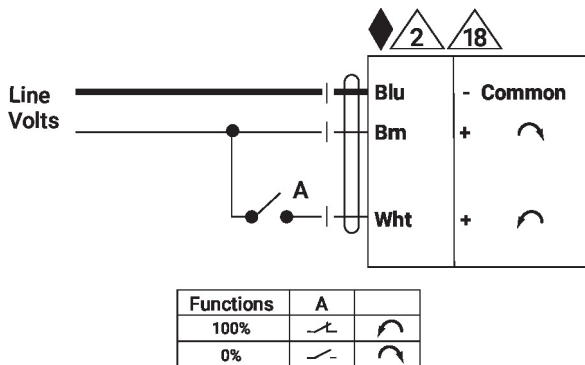 2 18
Line
Volts
Blu - Common
Brn +
A
Wht +
Functions A
100%
0%